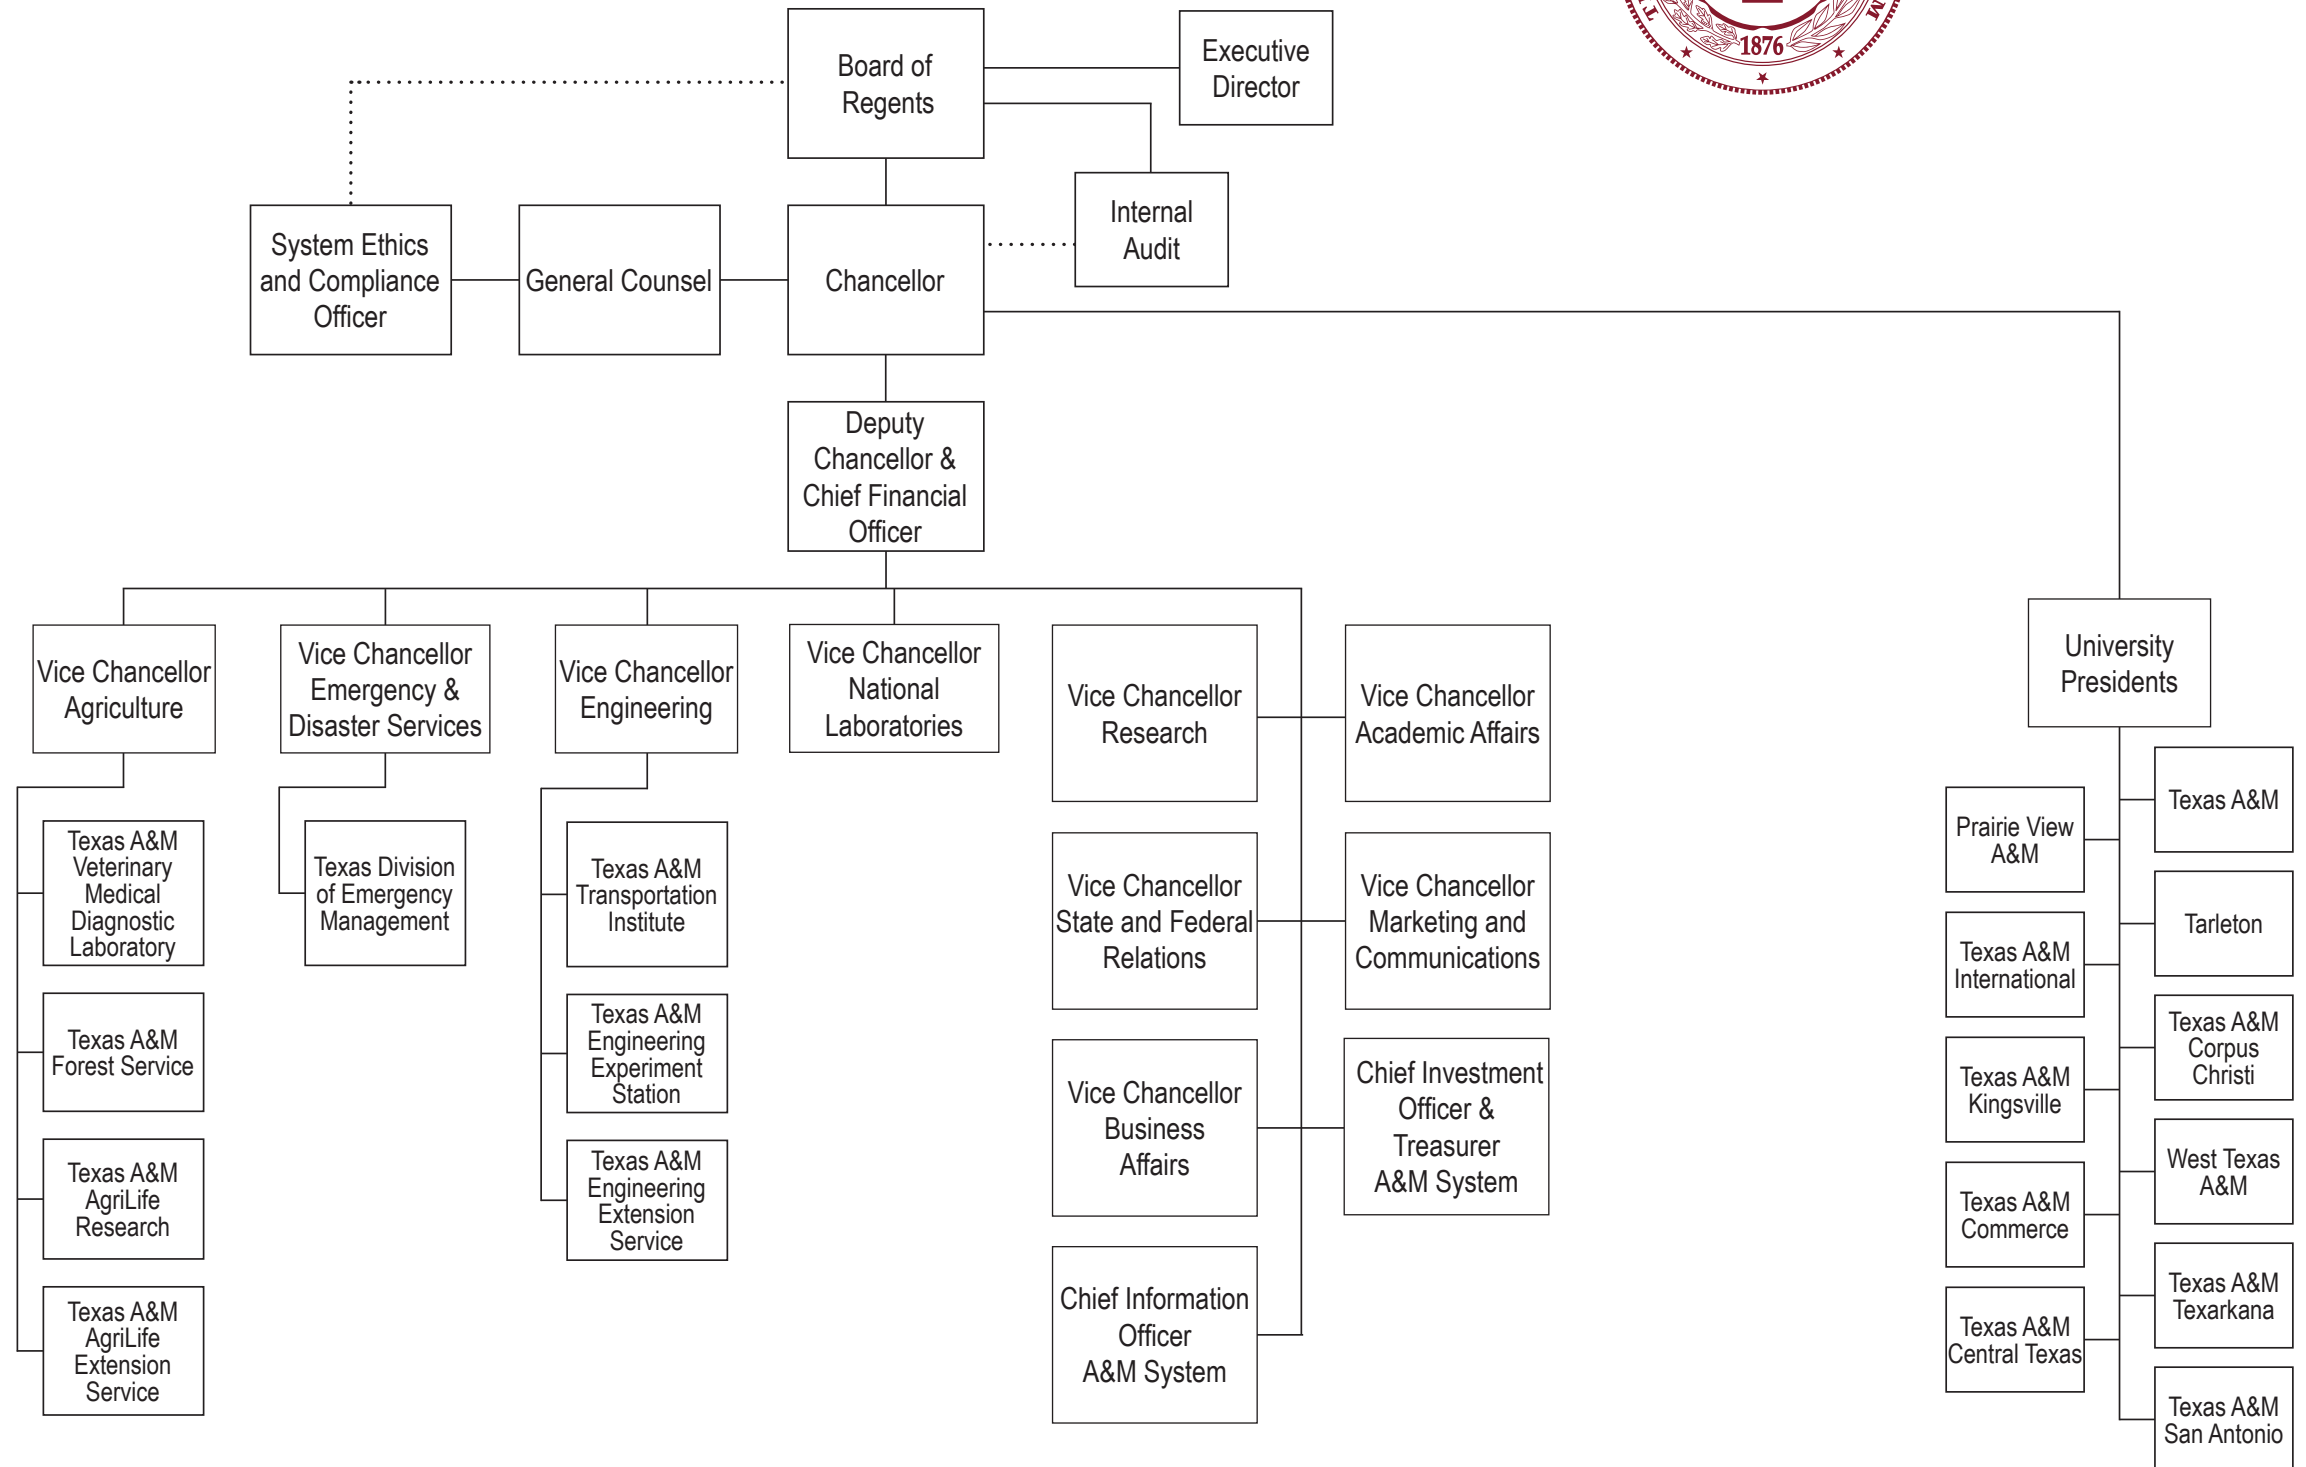 1876
Board of
Regents
Executive
Director
Internal
Audit
System Ethics
and Compliance
Officer
General Counsel
Chancellor
Deputy
Chancellor &
Chief Financial
Officer
Vice Chancellor
Agriculture
Vice Chancellor
Emergency &
Disaster Services
Vice Chancellor
Engineering
Vice Chancellor
National
Laboratories
Vice Chancellor
Research
Vice Chancellor
Academic Affairs
University
Presidents
Texas A&M
Veterinary
Medical
Diagnostic
Laboratory
Texas A&M
Forest Service
Texas A&M
AgriLife
Research
Texas A&M
AgriLife
Extension
Service
Texas Division
of Emergency
Management
Texas A&M
Transportation
Institute
Texas A&M
Engineering
Experiment
Station
Texas A&M
Engineering
Extension
Service
Vice Chancellor
State and Federal
Relations
Vice Chancellor
Marketing and
Communications
Vice Chancellor
Business
Affairs
Chief Investment
Officer &
Treasurer
A&M System
Chief Information
Officer
A&M System
Texas A&M
Prairie View
A&M
Tarleton
Texas A&M
International
Texas A&M
Corpus
Christi
Texas A&M
Kingsville
West Texas
A&M
Texas A&M
Commerce
Texas A&M
Texarkana
Texas A&M
Central Texas
Texas A&M
San Antonio